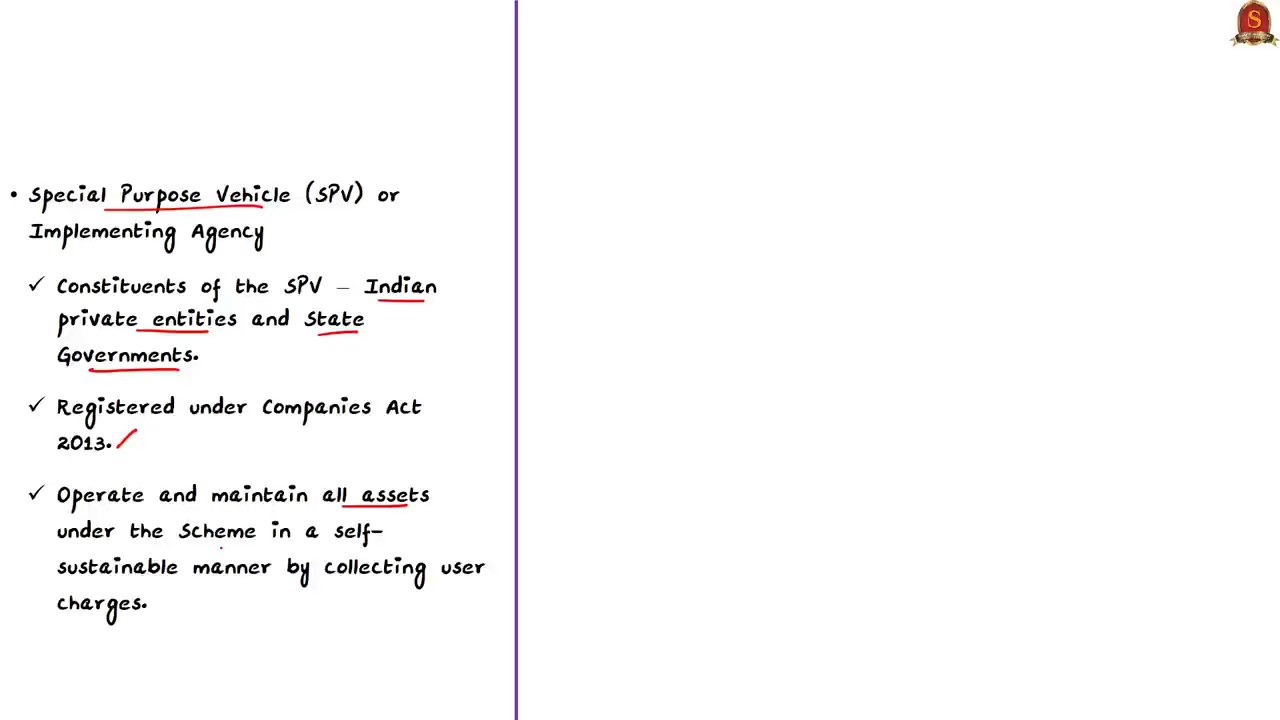 S
• Special Purpose Vehicle (SPV) or
Implementing Agency
✓ Constituents of the SPV – Indian
private entities and State
Governments.
✓ Registered under Companies Act
2013.
✓ Operate and maintain all assets
under the Scheme in a self-
sustainable manner by collecting user
charges.